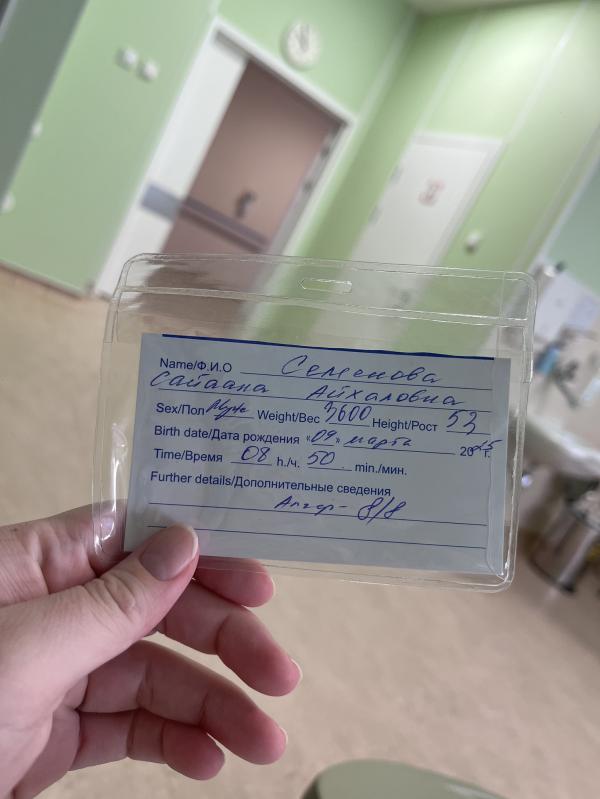 Name/Ф.И.О Семенова
Сайаана Айхаловна
Sex/Пол Муж Weight/Вес 3600 Height/Рост 53
Birth date/Дата рождения «09» марта 2025 г.
Time/Время 08 h./ч. 50 min./мин.
Further details/Дополнительные сведения
Апгар - 8/8